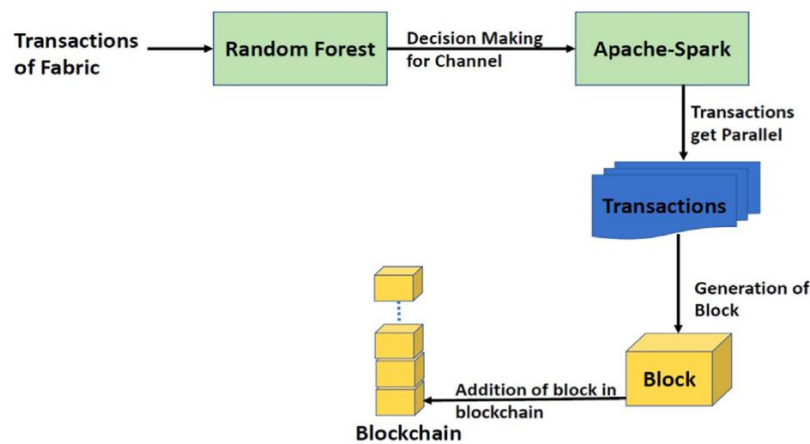 Transactions
of Fabric
Random Forest
Decision Making
for Channel
Apache-Spark
Transactions
get Parallel
Transactions
Generation of
Block
Block
Addition of block in
blockchain
Blockchain